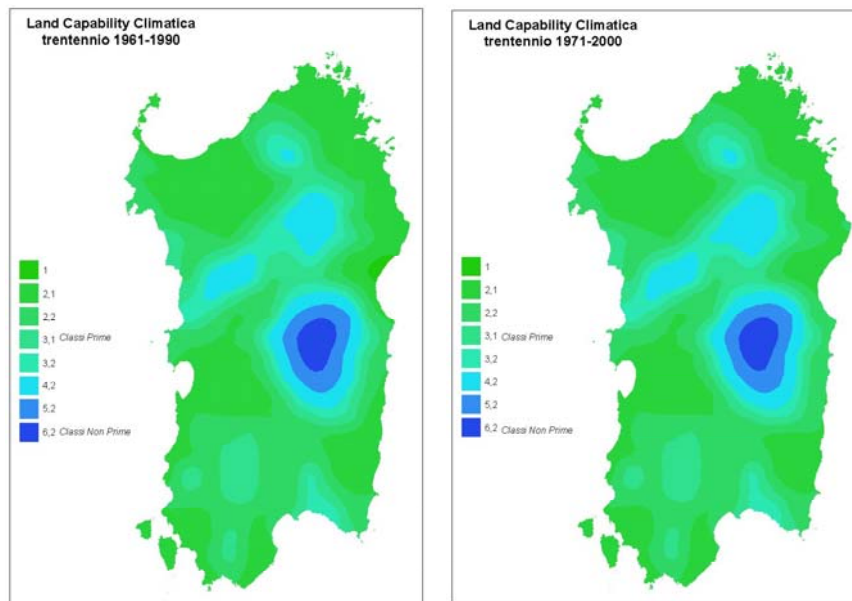 Land Capability Climatica
trentennio 1961-1990
1
2,1
2,2
3,1 Classi Prime
3,2
4,2
5,2
6,2 Classi Non Prime
Land Capability Climatica
trentennio 1971-2000
1
2,1
2,2
3,1 Classi Prime
3,2
4,2
5,2
6,2 Classi Non Prime